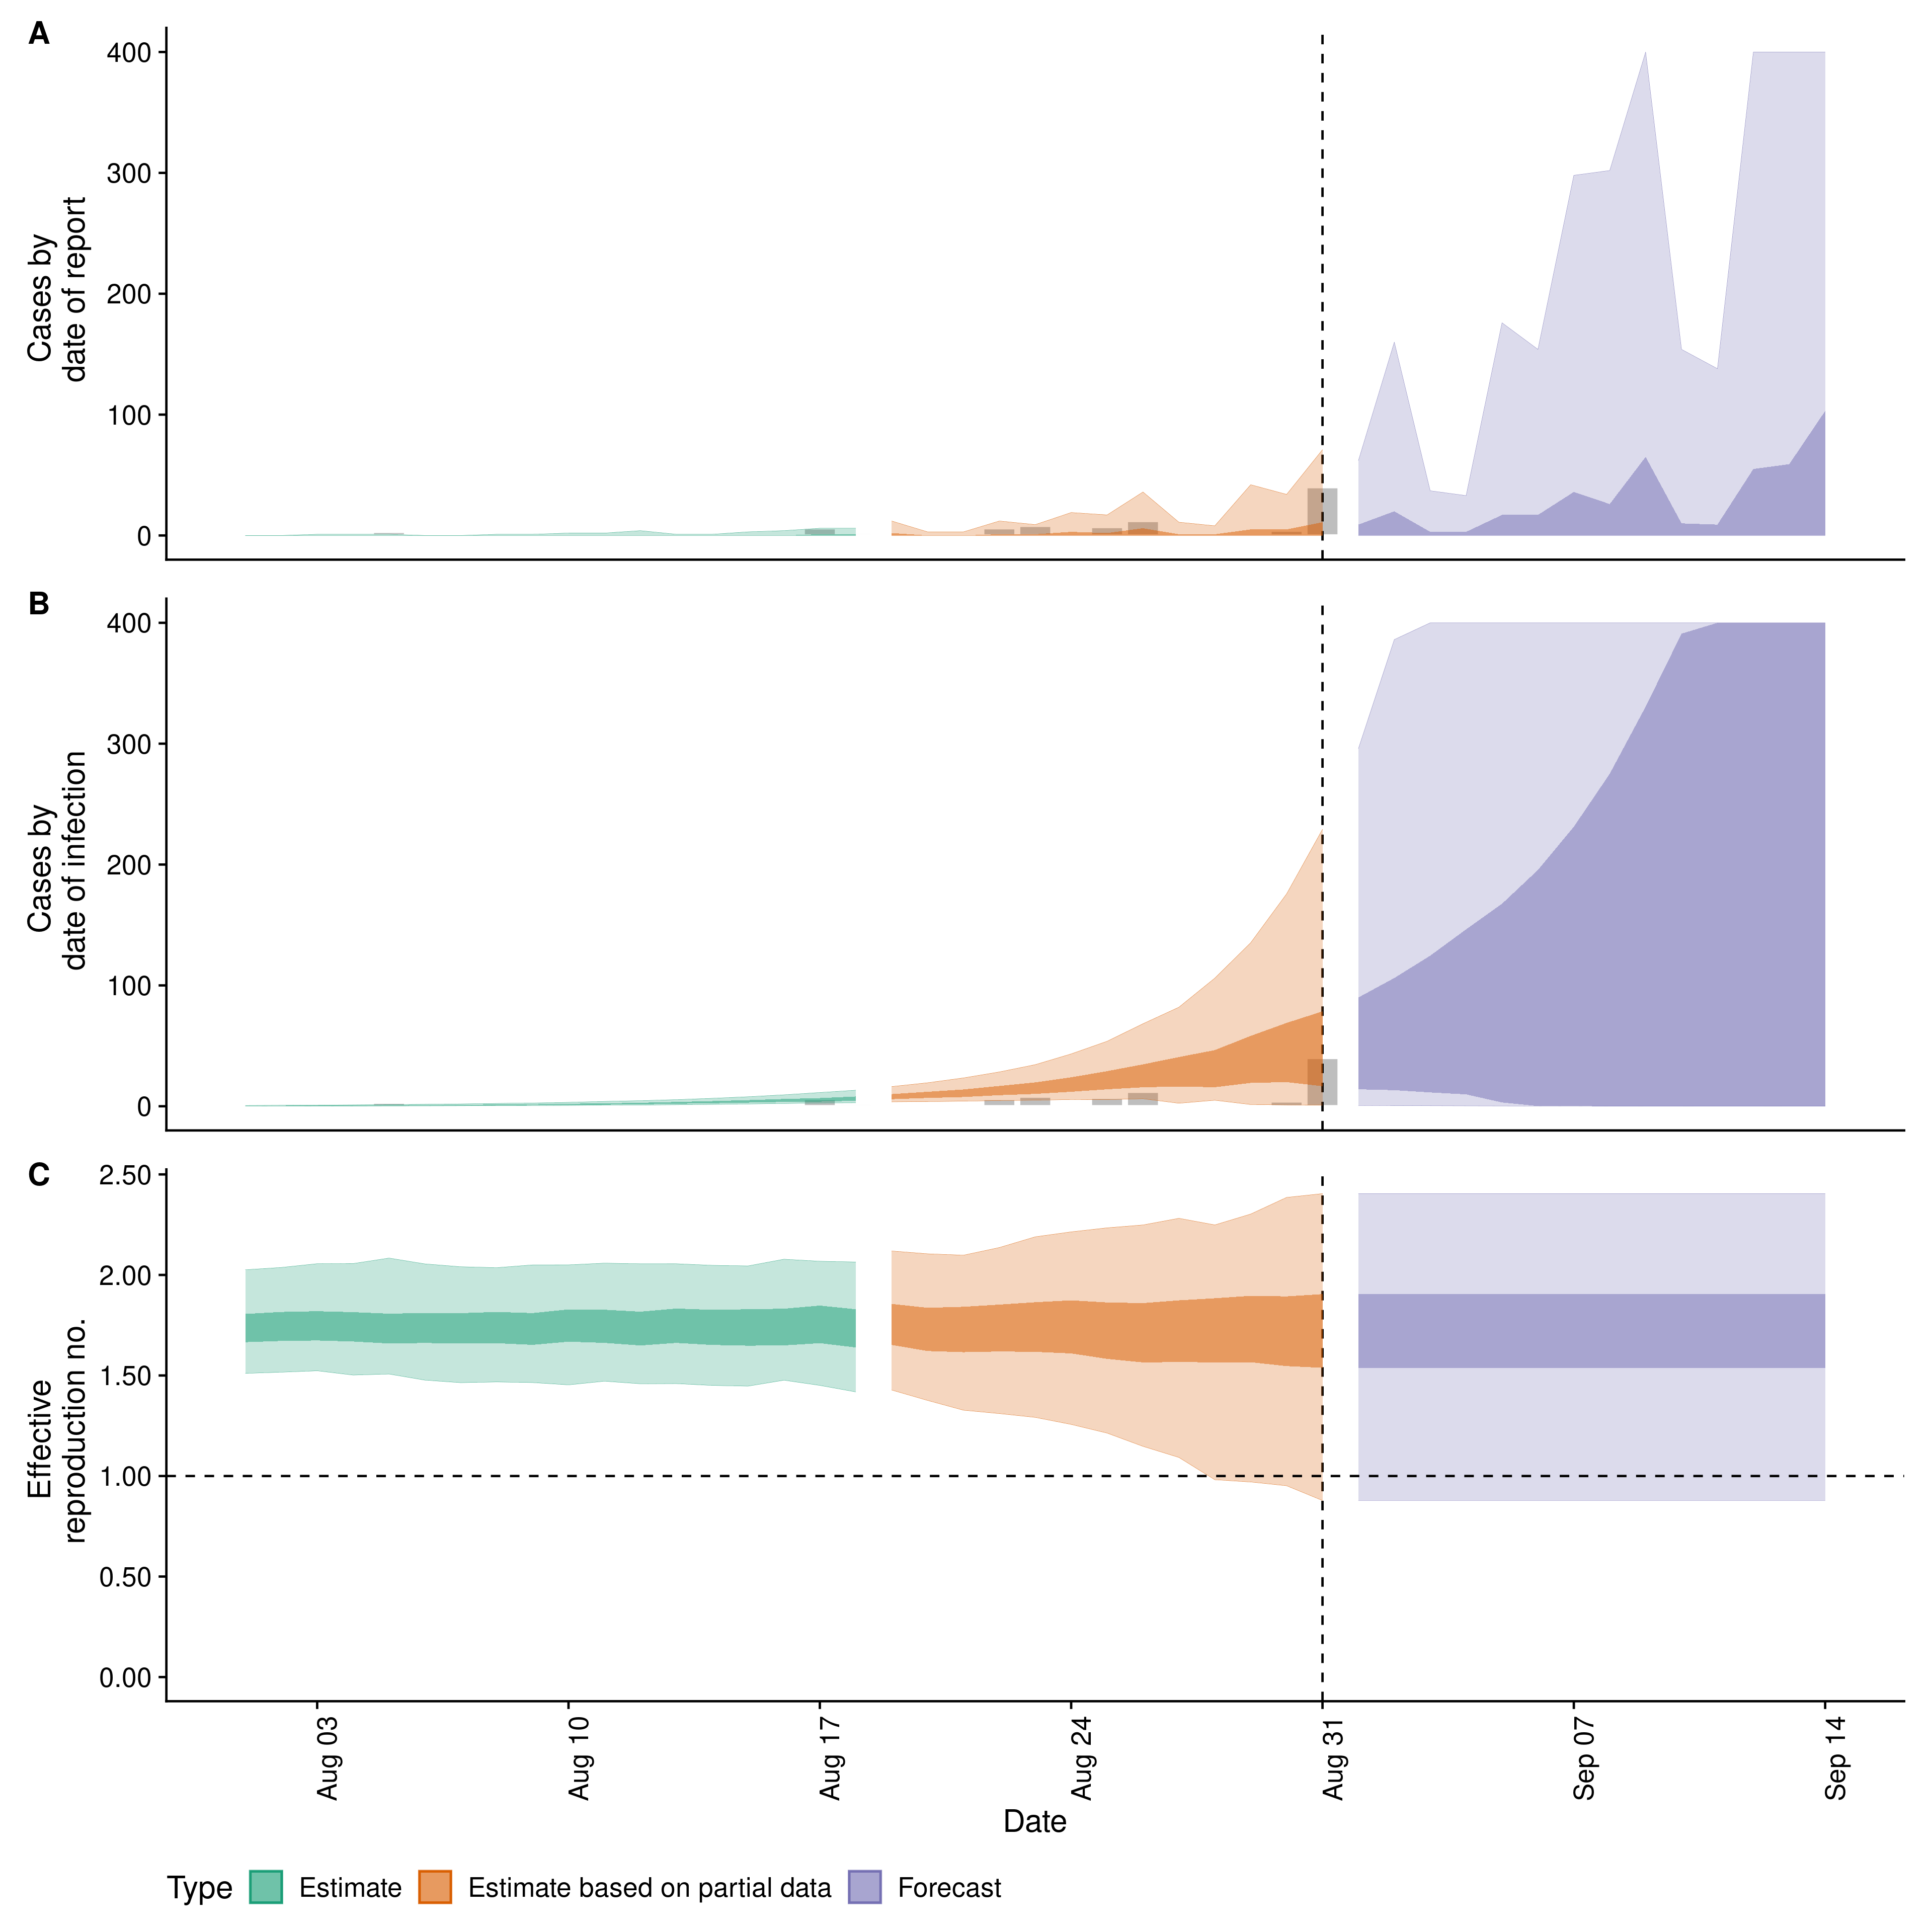 A
400
300
200
100
0
Cases by
date of report
B
400
300
200
100
0
Cases by
date of infection
C
2.50
2.00
1.50
1.00
0.50
0.00
Effective
reproduction no.
Aug 03
Aug 10
Aug 17
Aug 24
Aug 31
Sep 07
Sep 14
Date
Type Estimate Estimate based on partial data Forecast